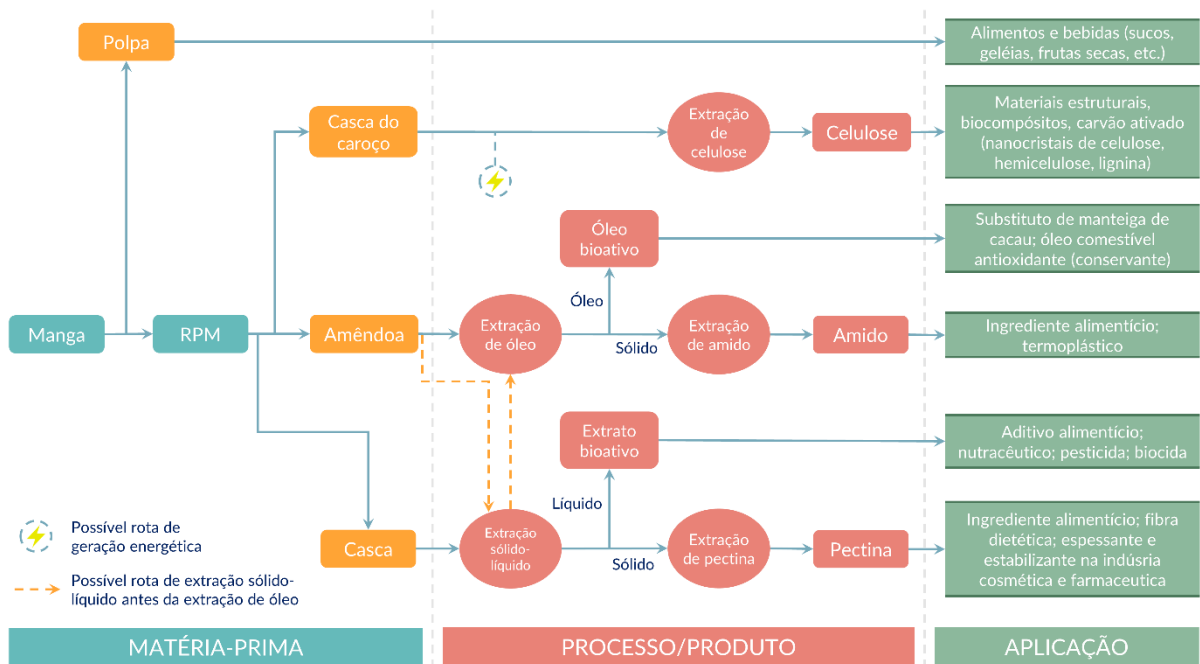 Polpa
Alimentos e bebidas (sucos,
geléias, frutas secas, etc.)
Casca do
caroço
Extração
de
celulose
Celulose
Materiais estruturais,
biocompósitos, carvão ativado
(nanocristais de celulose,
hemicelulose, lignina)
Óleo
bioativo
Substituto de manteiga de
cacau; óleo comestível
antioxidante (conservante)
Óleo
Manga
RPM
Amêndoa
Extração
de óleo
Sólido
Extração
de amido
Amido
Ingrediente alimentício;
termoplástico
Extrato
bioativo
Aditivo alimentício;
nutracêutico; pesticida; biocida
Líquido
Casca
Extração
sólido-
líquido
Sólido
Extração
de pectina
Pectina
Ingrediente alimentício; fibra
dietética; espessante e
estabilizante na indúsria
cosmética e farmaceutica
Possível rota de
geração energética
Possível rota de extração sólido-
líquido antes da extração de óleo
MATÉRIA-PRIMA
PROCESSO/PRODUTO
APLICAÇÃO